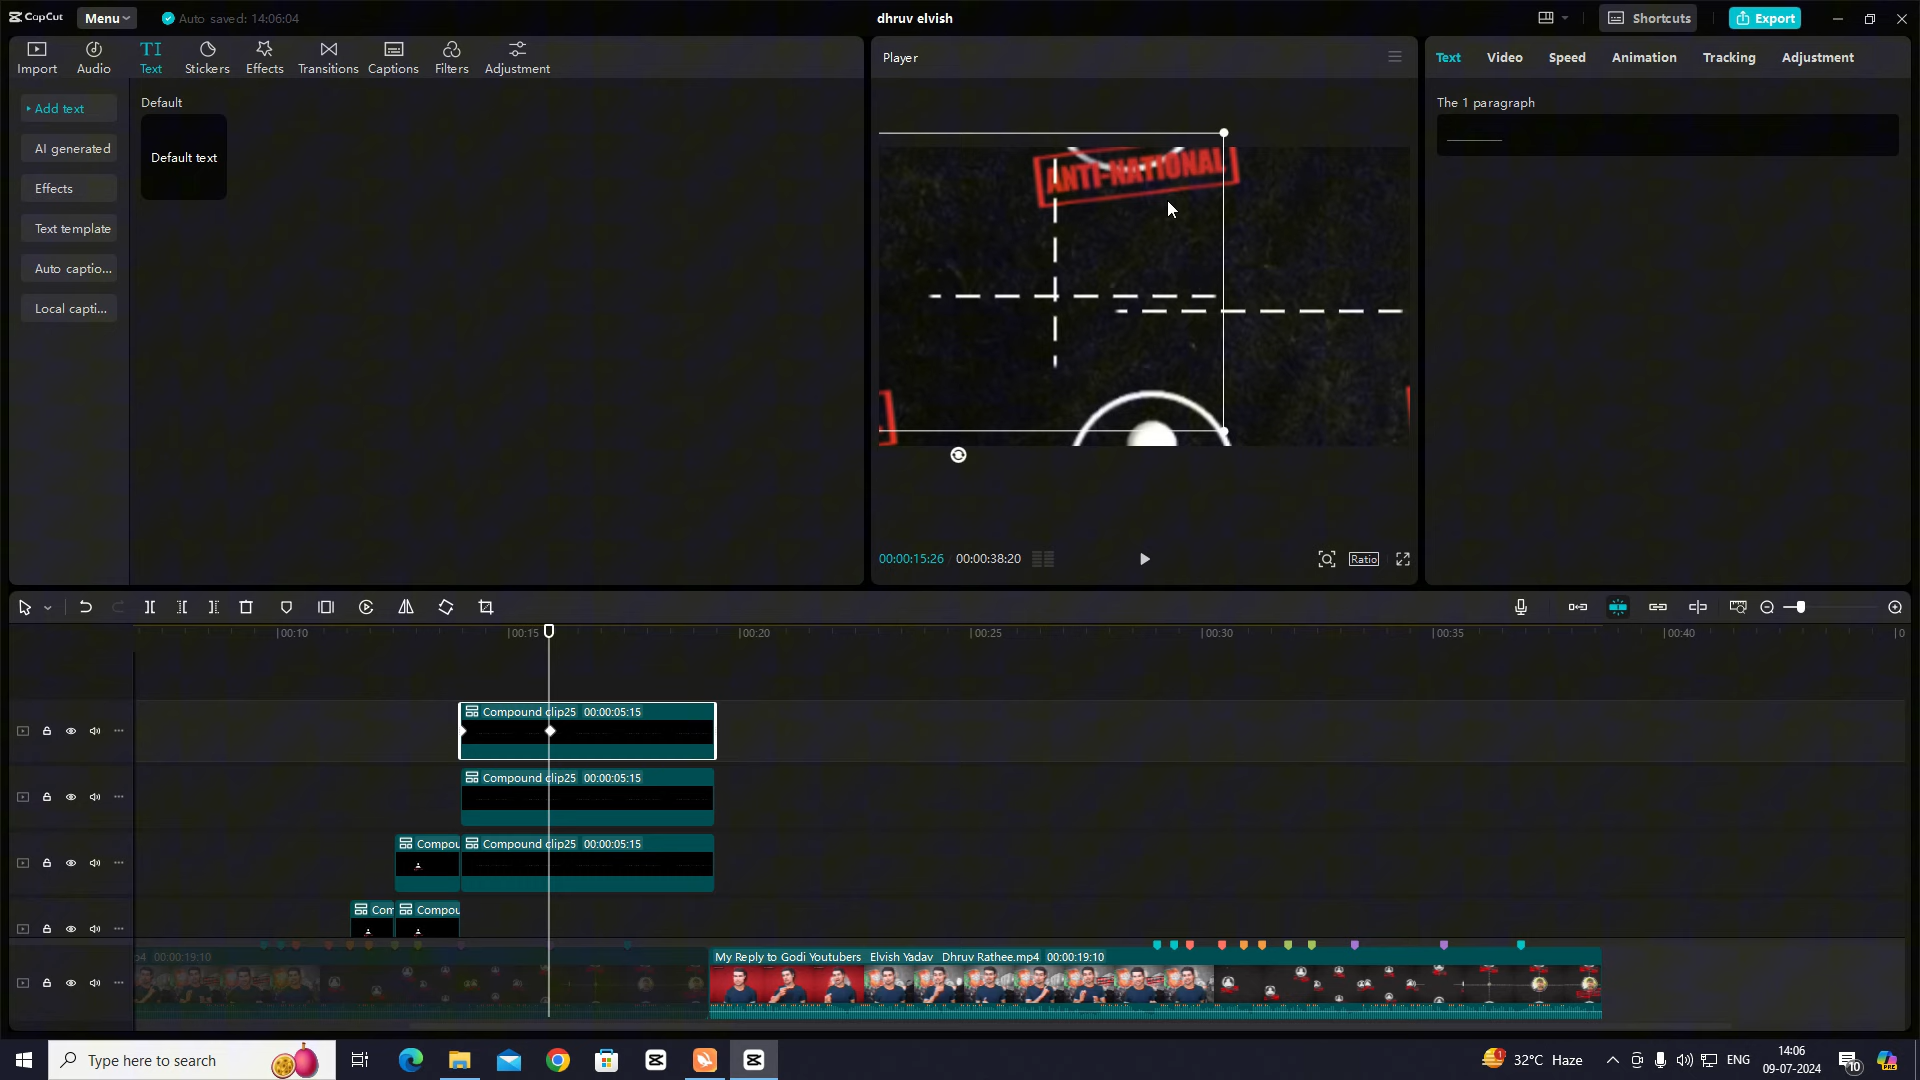 CapCut
Menu
Auto saved: 14:06:04
dhruv elvish
Shortcuts
Export
Import
Audio
TI
Text
Stickers
Effects
Transitions
Captions
Filters
Adjustment
Add text
AI generated
Effects
Text template
Auto captio...
Local capti...
Default
Default text
Player
ANTI-NATIONAL
00:00:15:26
00:00:38:20
Ratio
Text
Video
Speed
Animation
Tracking
Adjustment
The 1 paragraph
00:10
00:15
00:20
00:25
00:30
00:35
00:40
0
Compound clip25 00:00:05:15
Compound clip25 00:00:05:15
Compou
Compound clip25 00:00:05:15
Com
Compou
p4 00:00:19:10
My Reply to Godi Youtubers Elvish Yadav Dhruv Rathee.mp4 00:00:19:10
Type here to search
1
32°C Haze
ENG
14:06
09-07-2024
10
PRE